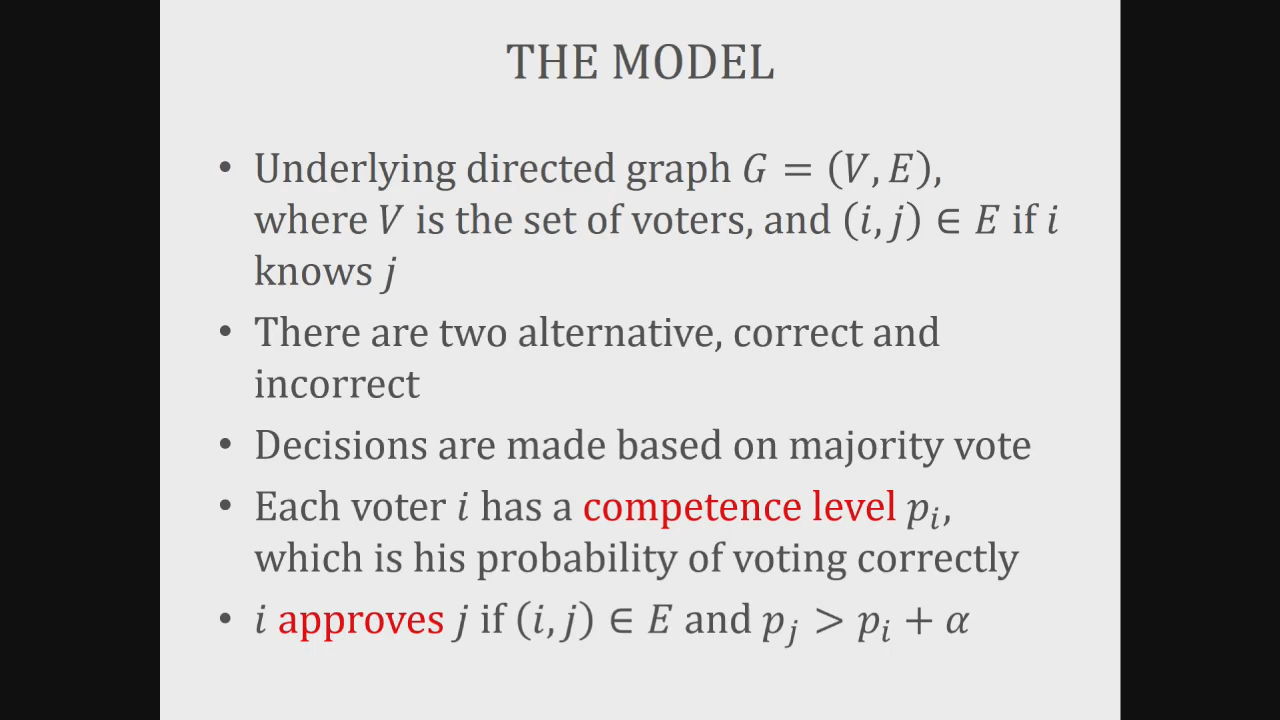 THE MODEL
• Underlying directed graph G = (V, E),
where V is the set of voters, and (i, j) ∈ E if i
knows j
• There are two alternative, correct and
incorrect
• Decisions are made based on majority vote
• Each voter i has a competence level pᵢ,
which is his probability of voting correctly
• i approves j if (i, j) ∈ E and pⱼ > pᵢ + α